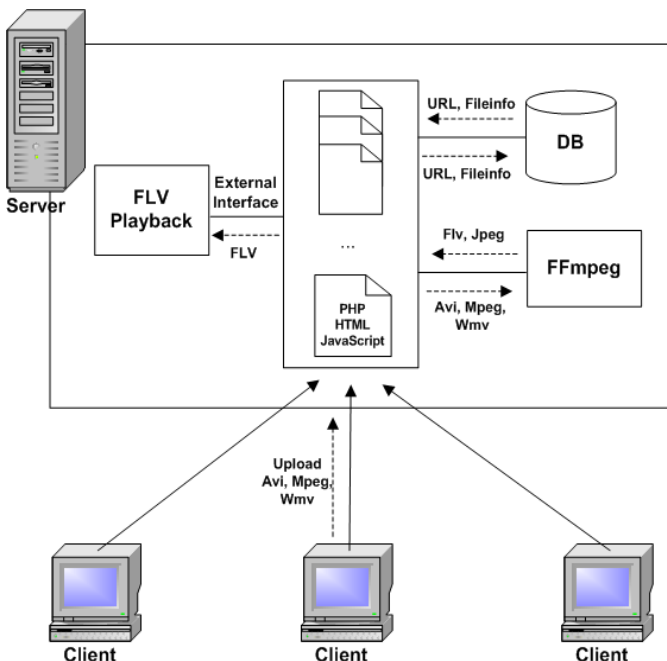 Server
FLV
Playback
External
Interface
FLV
...
PHP
HTML
JavaScript
URL, Fileinfo
URL, Fileinfo
DB
Flv, Jpeg
Avi, Mpeg,
Wmv
FFmpeg
Upload
Avi, Mpeg,
Wmv
Client
Client
Client